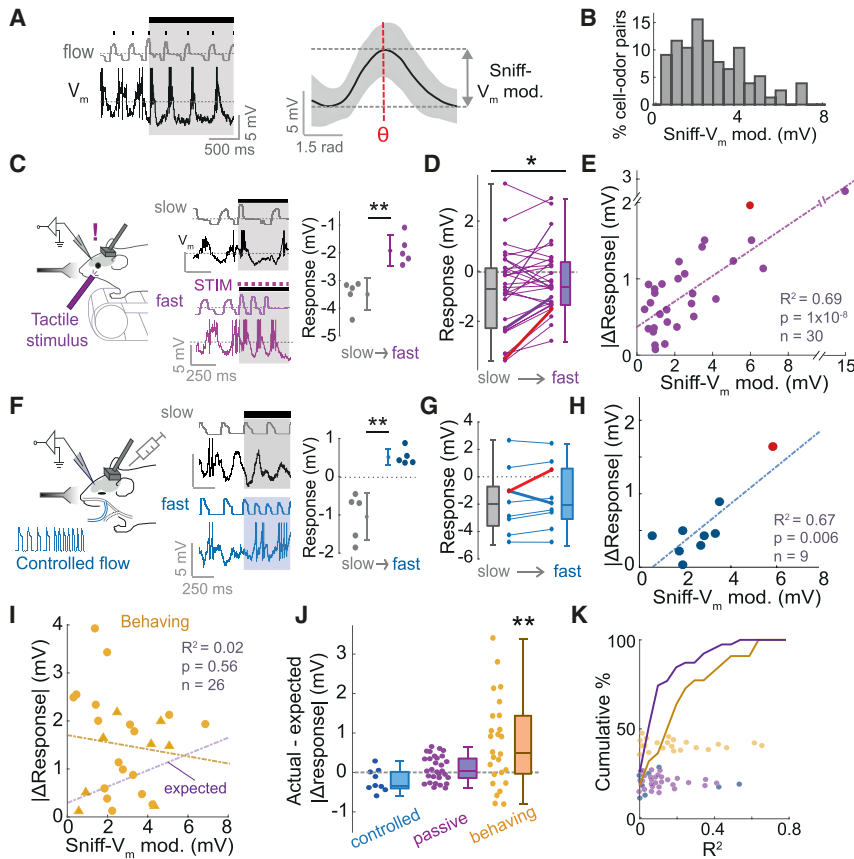 A
flow
Vm
5 mV
500 ms
5 mV
1.5 rad
θ
Sniff-
Vm mod.
B
% cell-odor pairs
15
10
5
0
0
4
8
Sniff-Vm mod. (mV)
C
!
Tactile
stimulus
slow
Vm
STIM
fast
5 mV
250 ms
Response (mV)
-1
-2
-3
-4
-5
**
slow→fast
D
*
Response (mV)
2
0
-2
slow → fast
E
|ΔResponse| (mV)
3
2
2
1
0
R² = 0.69
p = 1x10⁻⁸
n = 30
0
2
4
6
8
15
Sniff-Vm mod. (mV)
F
Controlled flow
slow
fast
5 mV
250 ms
Response (mV)
1
0
-1
-2
**
slow→fast
G
Response (mV)
4
2
0
-2
-4
-6
slow → fast
H
|ΔResponse| (mV)
2
1
0
R² = 0.67
p = 0.006
n = 9
0
2
4
6
8
Sniff-Vm mod. (mV)
I
Behaving
R² = 0.02
p = 0.56
n = 26
|ΔResponse| (mV)
4
3
2
1
0
expected
0
2
4
6
8
Sniff-Vm mod. (mV)
J
Actual - expected
|Δresponse| (mV)
3
2
1
0
-1
**
controlled
passive
behaving
K
Cumulative %
100
50
0
0
0.4
0.8
R²